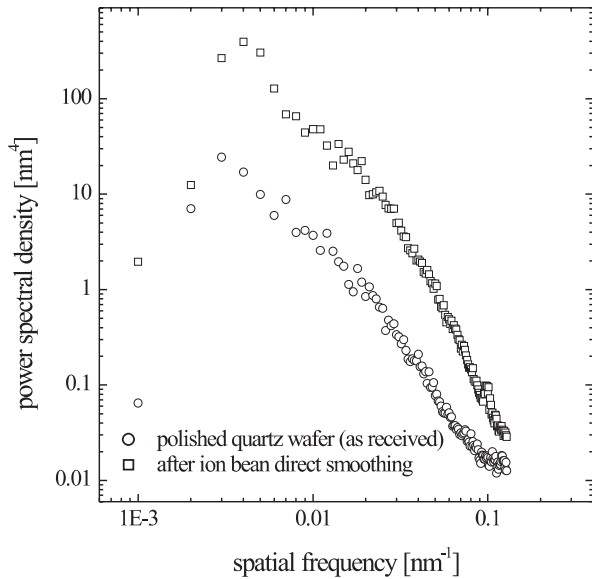 power spectral density [nm⁴]
100
10
1
0.1
0.01
polished quartz wafer (as received)
after ion bean direct smoothing
1E-3
0.01
0.1
spatial frequency [nm⁻¹]